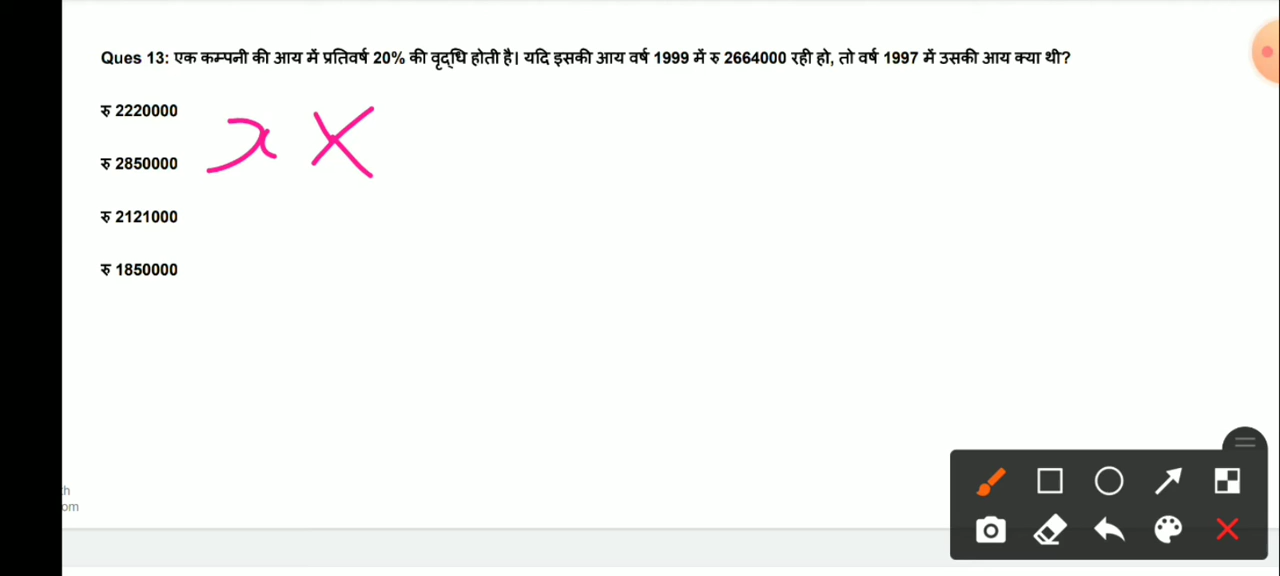 Ques 13: एक कम्पनी की आय में प्रतिवर्ष 20% की वृद्धि होती है। यदि इसकी आय वर्ष 1999 में रु 2664000 रही हो, तो वर्ष 1997 में उसकी आय क्या थी?
रु 2220000
x ×
रु 2850000
रु 2121000
रु 1850000
th
om